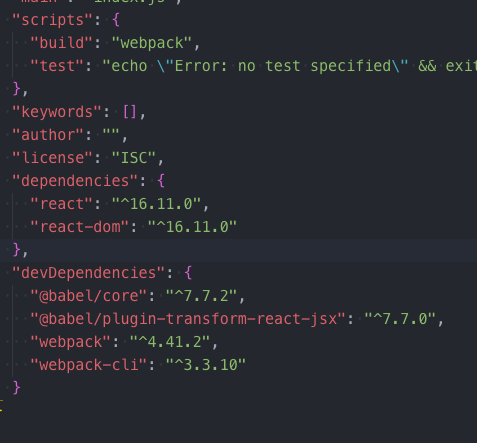 "main": "index.js",
"scripts": {
"build": "webpack",
"test": "echo \"Error: no test specified\" && exit
},
"keywords": [],
"author": "",
"license": "ISC",
"dependencies": {
"react": "^16.11.0",
"react-dom": "^16.11.0"
},
"devDependencies": {
"@babel/core": "^7.7.2",
"@babel/plugin-transform-react-jsx": "^7.7.0",
"webpack": "^4.41.2",
"webpack-cli": "^3.3.10"
}